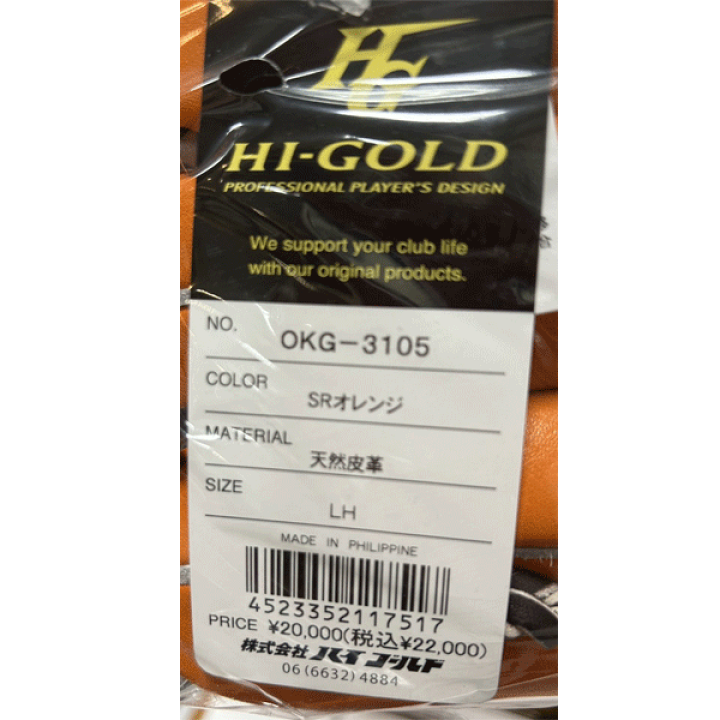 HG
HI-GOLD
PROFESSIONAL PLAYER'S DESIGN
We support your club life
with our original products.
NO.
OKG-3105
COLOR
SRオレンジ
MATERIAL
天然皮革
SIZE
LH
MADE IN PHILIPPINE
4523352117517
PRICE ¥20,000(税込¥22,000)
株式会社 ハイゴールド
06(6632)4884